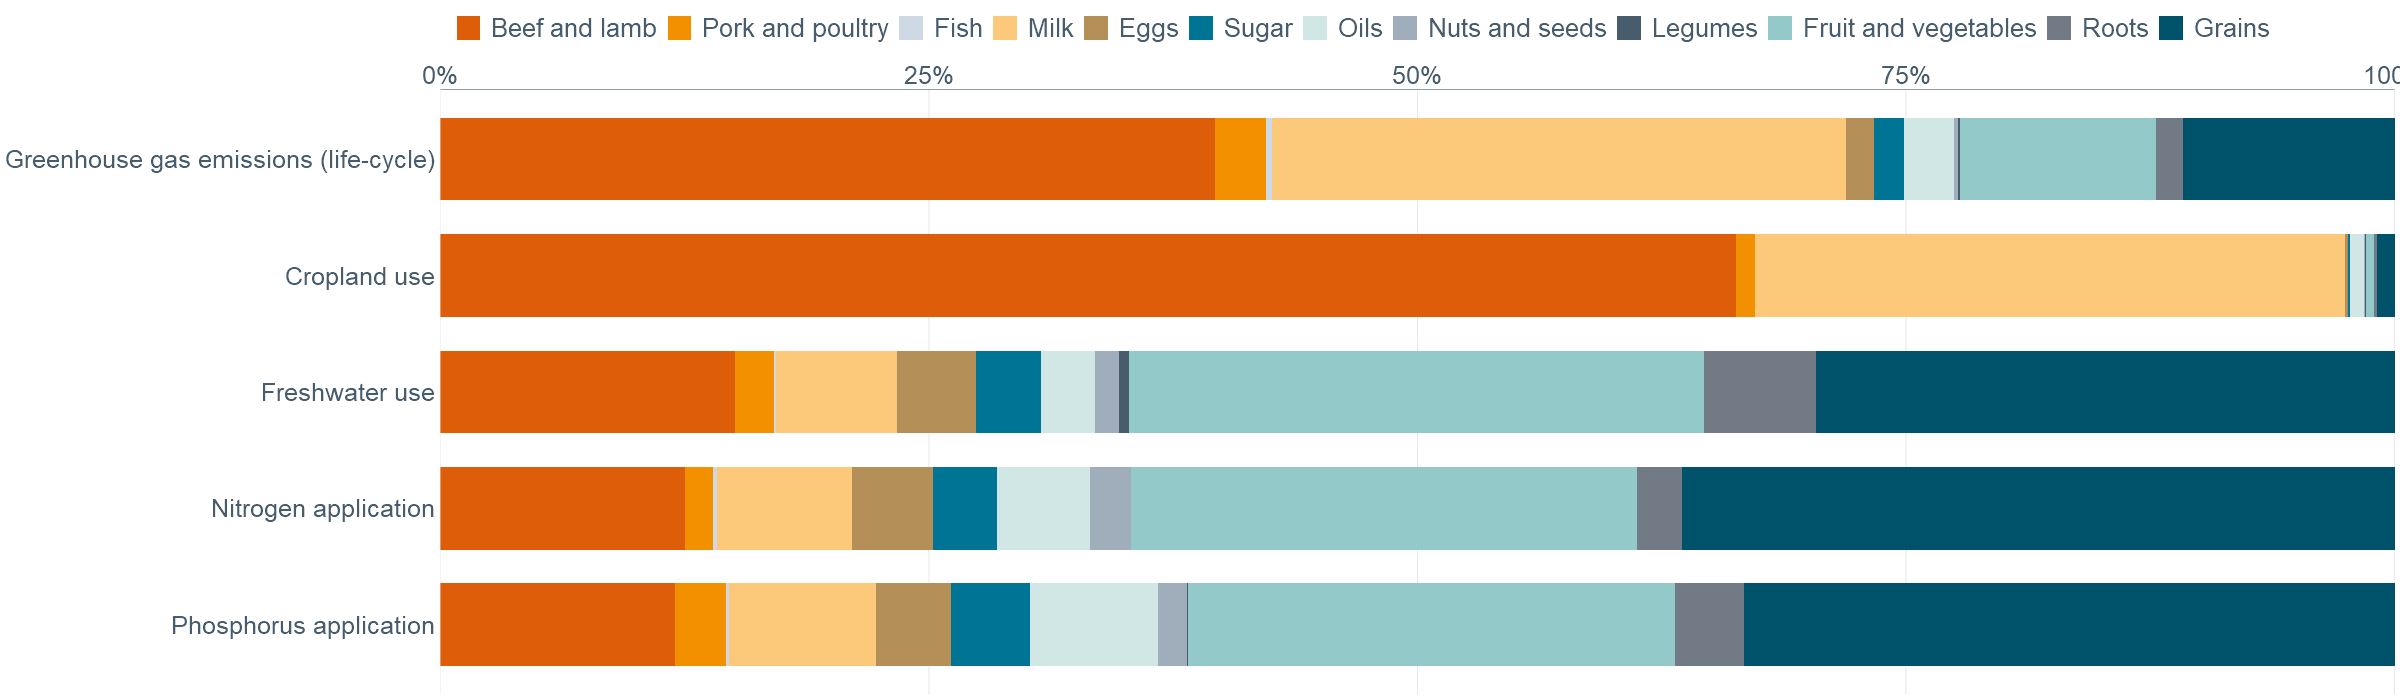 Beef and lamb Pork and poultry Fish Milk Eggs Sugar Oils Nuts and seeds Legumes Fruit and vegetables Roots Grains
0% 25% 50% 75% 100
Greenhouse gas emissions (life-cycle)
Cropland use
Freshwater use
Nitrogen application
Phosphorus application